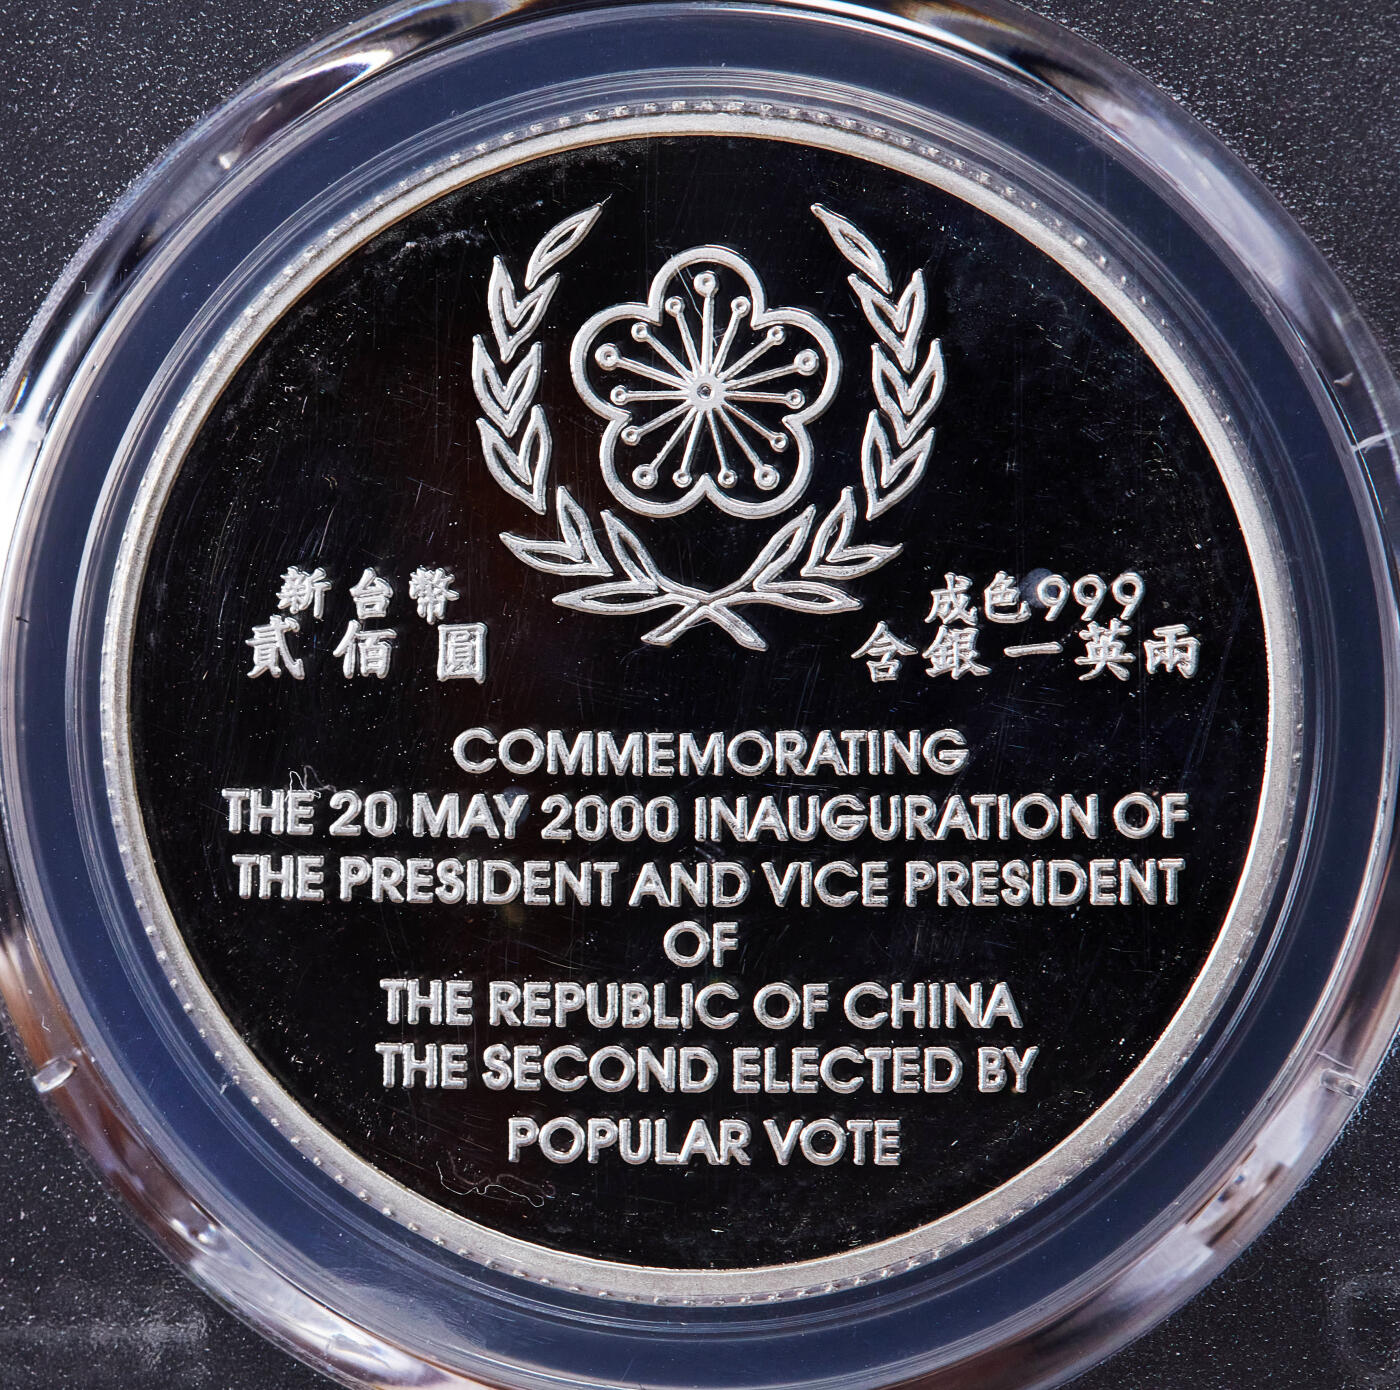 新台幣
貳佰圓
成色999
含銀一英兩
COMMEMORATING
THE 20 MAY 2000 INAUGURATION OF
THE PRESIDENT AND VICE PRESIDENT
OF
THE REPUBLIC OF CHINA
THE SECOND ELECTED BY
POPULAR VOTE